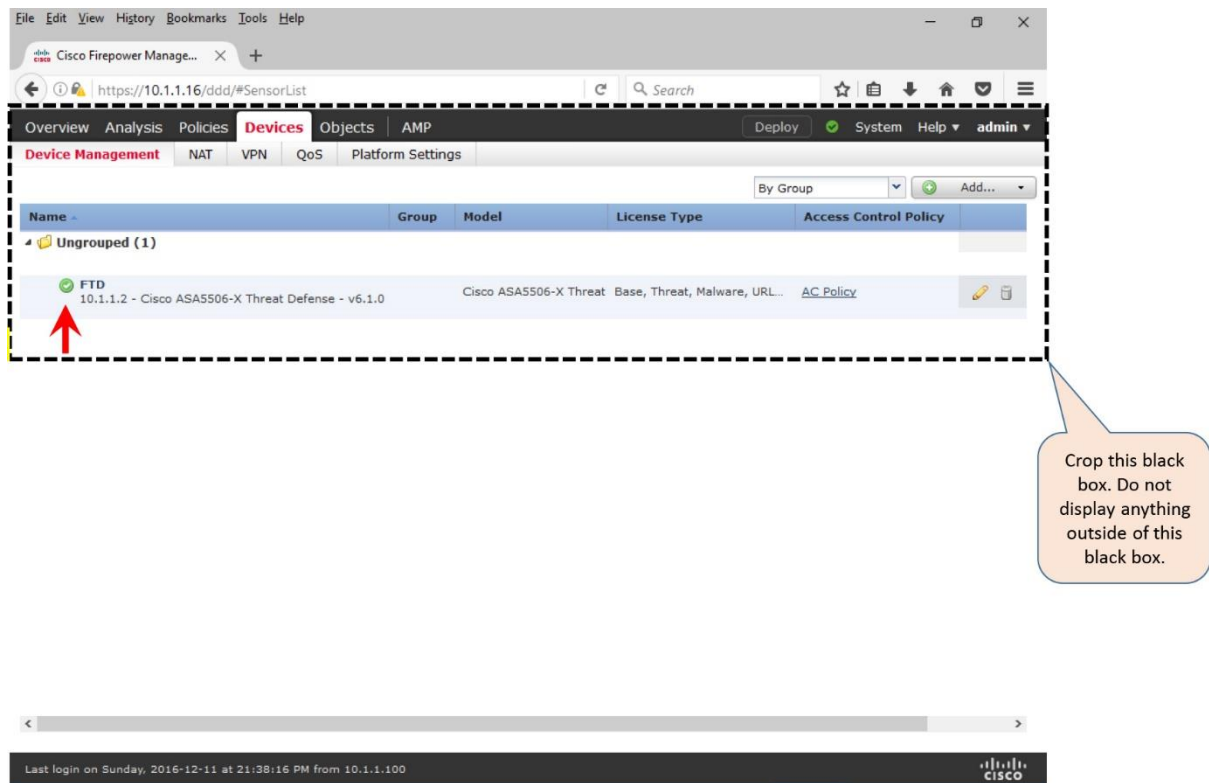 File Edit View History Bookmarks Tools Help
Cisco Firepower Manage...
https://10.1.1.16/ddd/#SensorList
Search
Overview Analysis Policies Devices Objects AMP Deploy System Help admin
Device Management NAT VPN QoS Platform Settings
By Group Add...
Name Group Model License Type Access Control Policy
Ungrouped (1)
FTD
10.1.1.2 - Cisco ASA5506-X Threat Defense - v6.1.0
Cisco ASA5506-X Threat Base, Threat, Malware, URL... AC Policy
Crop this black
box. Do not
display anything
outside of this
black box.
Last login on Sunday, 2016-12-11 at 21:38:16 PM from 10.1.1.100
CISCO